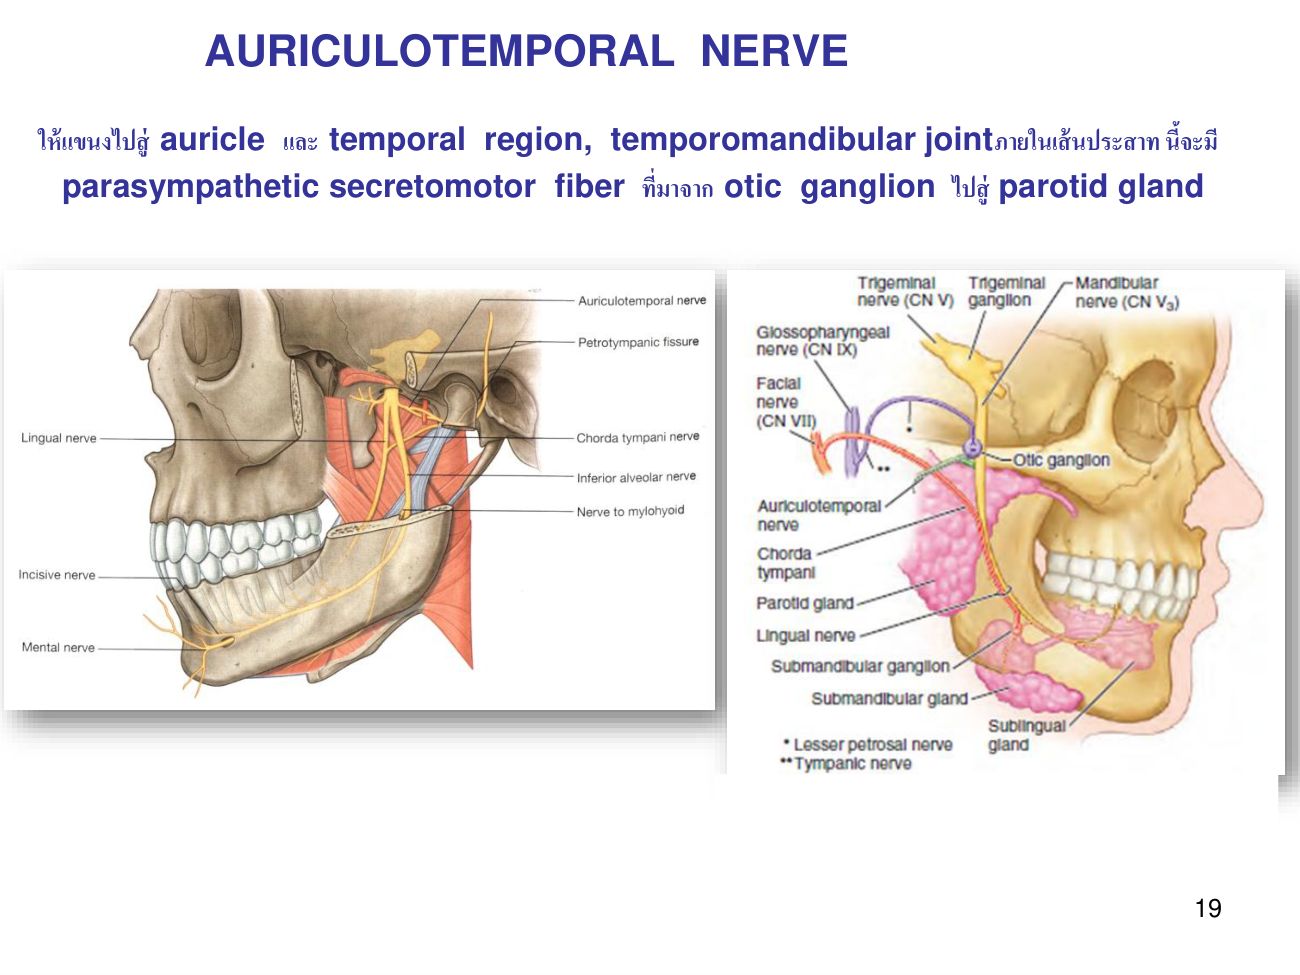 AURICULOTEMPORAL NERVE
ให้แขนงไปสู่ auricle และ temporal region, temporomandibular jointภายในเส้นประสาท นี้จะมี
parasympathetic secretomotor fiber ที่มาจาก otic ganglion ไปสู่ parotid gland
Auriculotemporal nerve
Petrotympanic fissure
Lingual nerve
Chorda tympani nerve
Inferior alveolar nerve
Nerve to mylohyoid
Incisive nerve
Mental nerve
Trigeminal
nerve (CN V)
Trigeminal
ganglion
Mandibular
nerve (CN V₃)
Glossopharyngeal
nerve (CN IX)
Facial
nerve
(CN VII)
*
**
Otic ganglion
Auriculotemporal
nerve
Chorda
tympani
Parotid gland
Lingual nerve
Submandibular ganglion
Submandibular gland
Sublingual
gland
* Lesser petrosal nerve
**Tympanic nerve
19